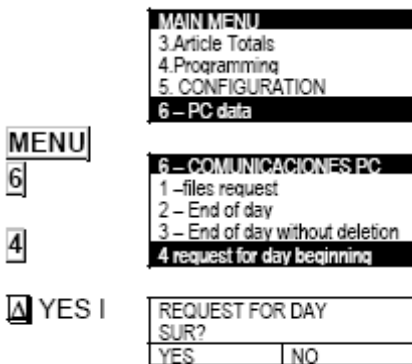 MAIN MENU
3.Article Totals
4.Programming
5. CONFIGURATION
6 – PC data
MENU
6
6 – COMUNICACIONES PC
1 –files request
2 – End of day
3 – End of day without deletion
4 request for day beginning
4
YES I
REQUEST FOR DAY
SUR?
YES NO